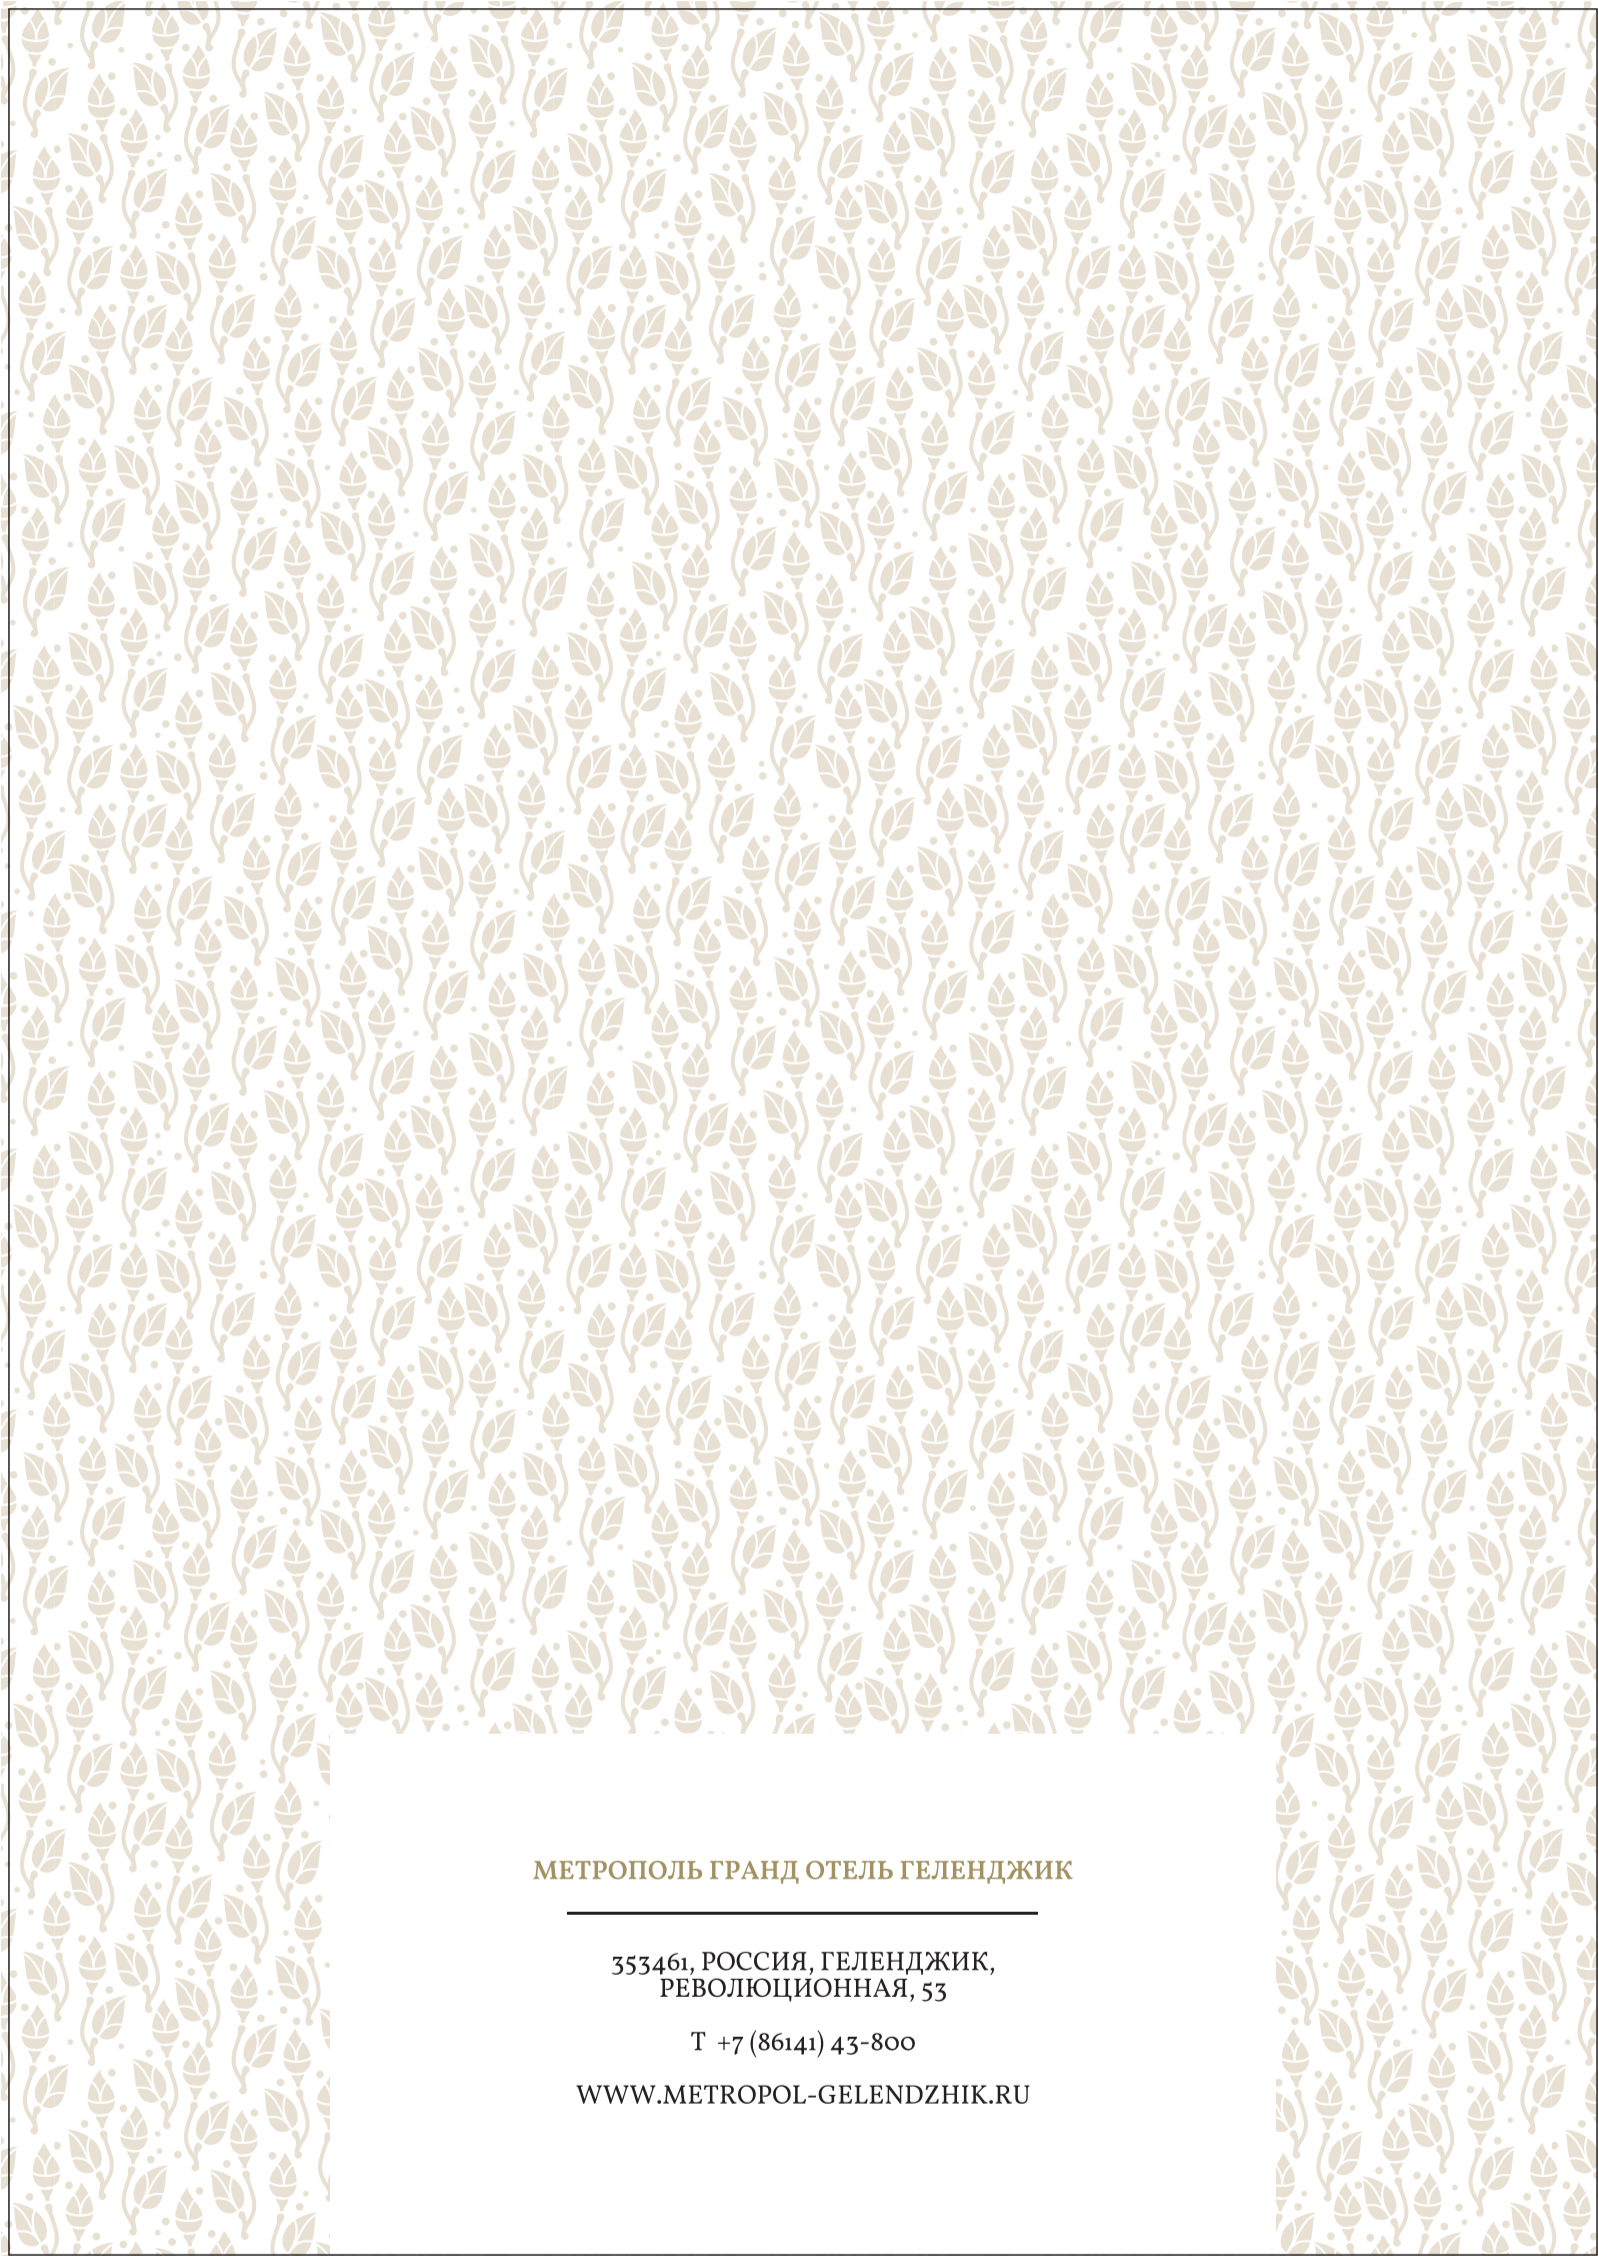 МЕТРОПОЛЬ ГРАНД ОТЕЛЬ ГЕЛЕНДЖИК
353461, РОССИЯ, ГЕЛЕНДЖИК,
РЕВОЛЮЦИОННАЯ, 53
Т +7 (86141) 43-800
WWW.METROPOL-GELENDZHIK.RU